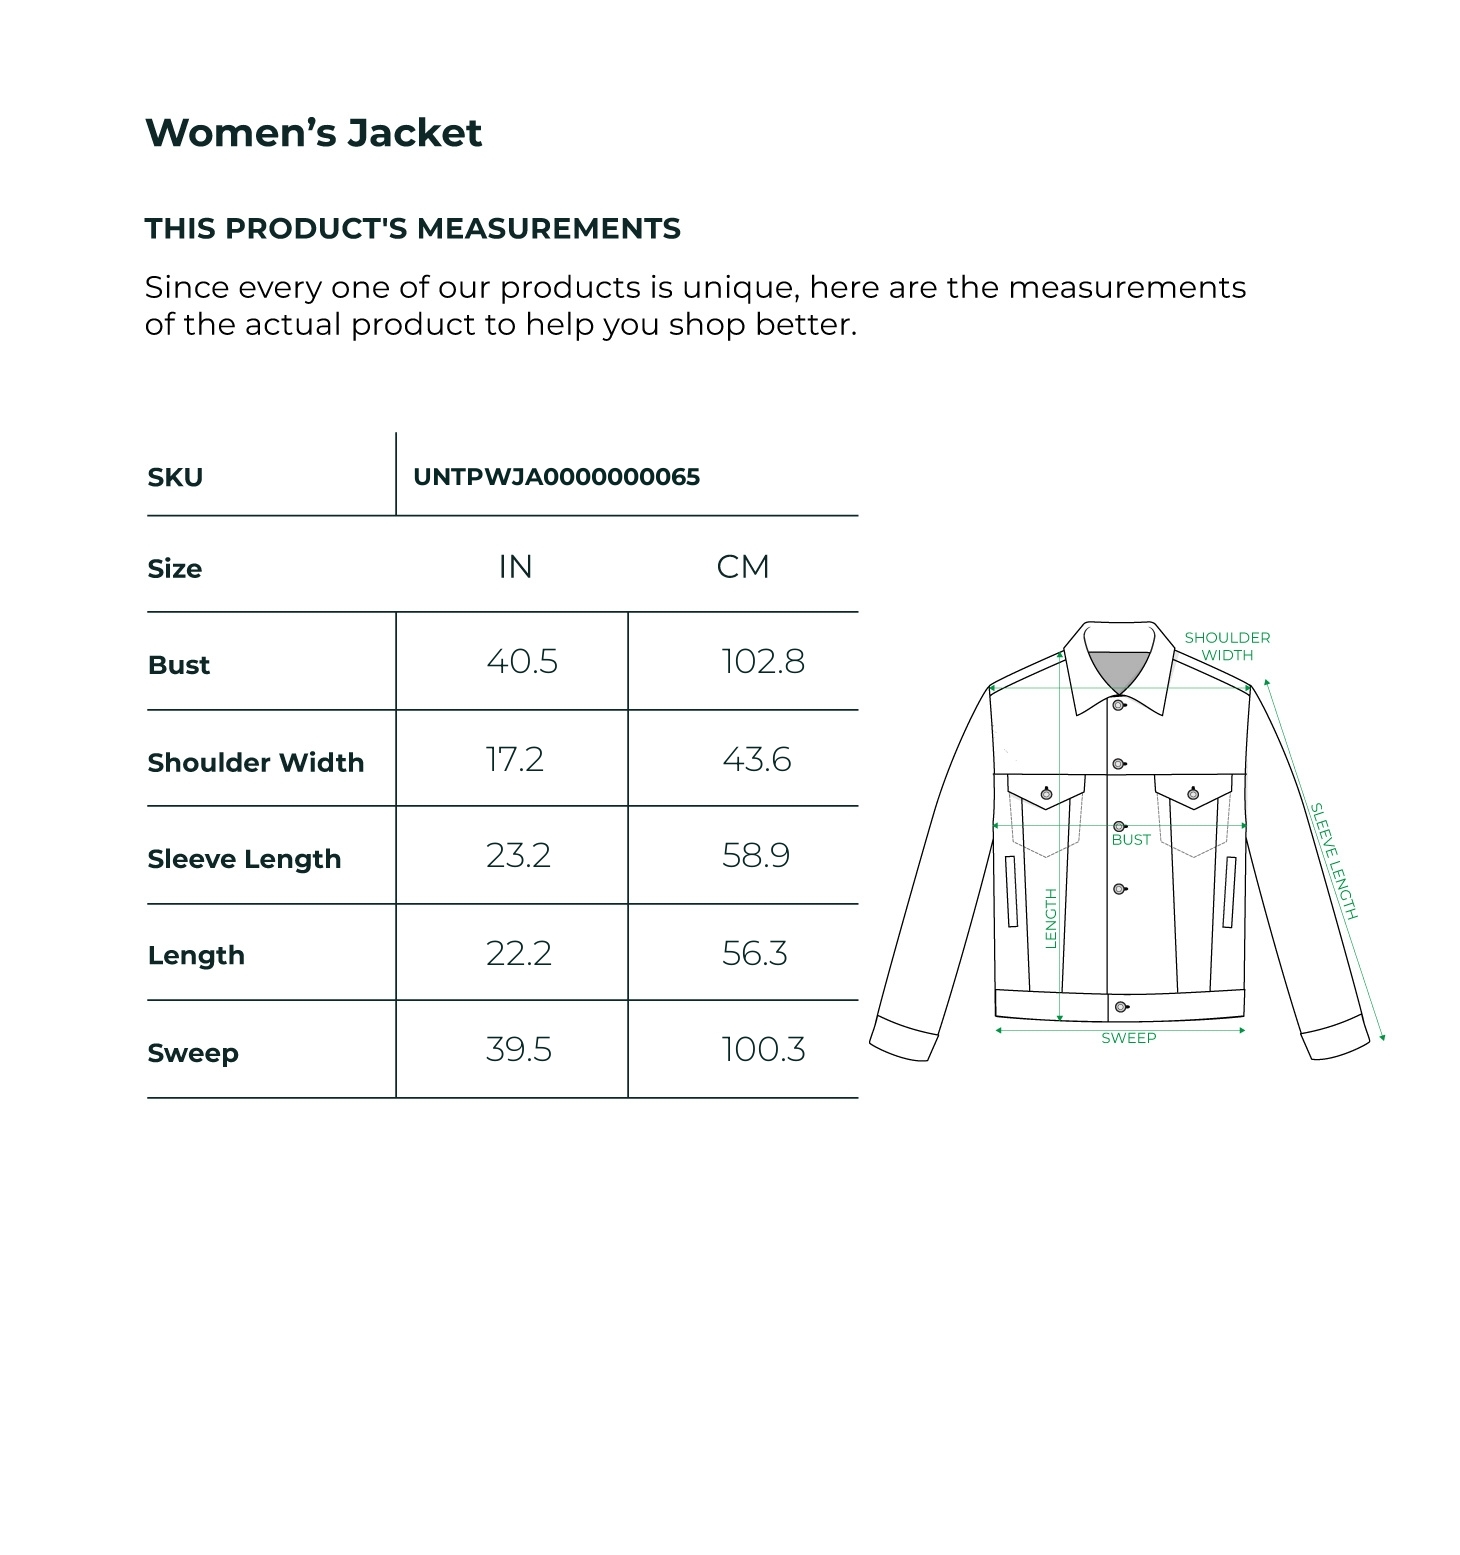 Women’s Jacket
THIS PRODUCT'S MEASUREMENTS
Since every one of our products is unique, here are the measurements
of the actual product to help you shop better.
SKU UNTPWJA0000000065
Size IN CM
Bust 40.5 102.8
Shoulder Width 17.2 43.6
Sleeve Length 23.2 58.9
Length 22.2 56.3
Sweep 39.5 100.3
SHOULDER
WIDTH
BUST
LENGTH
SLEEVE LENGTH
SWEEP